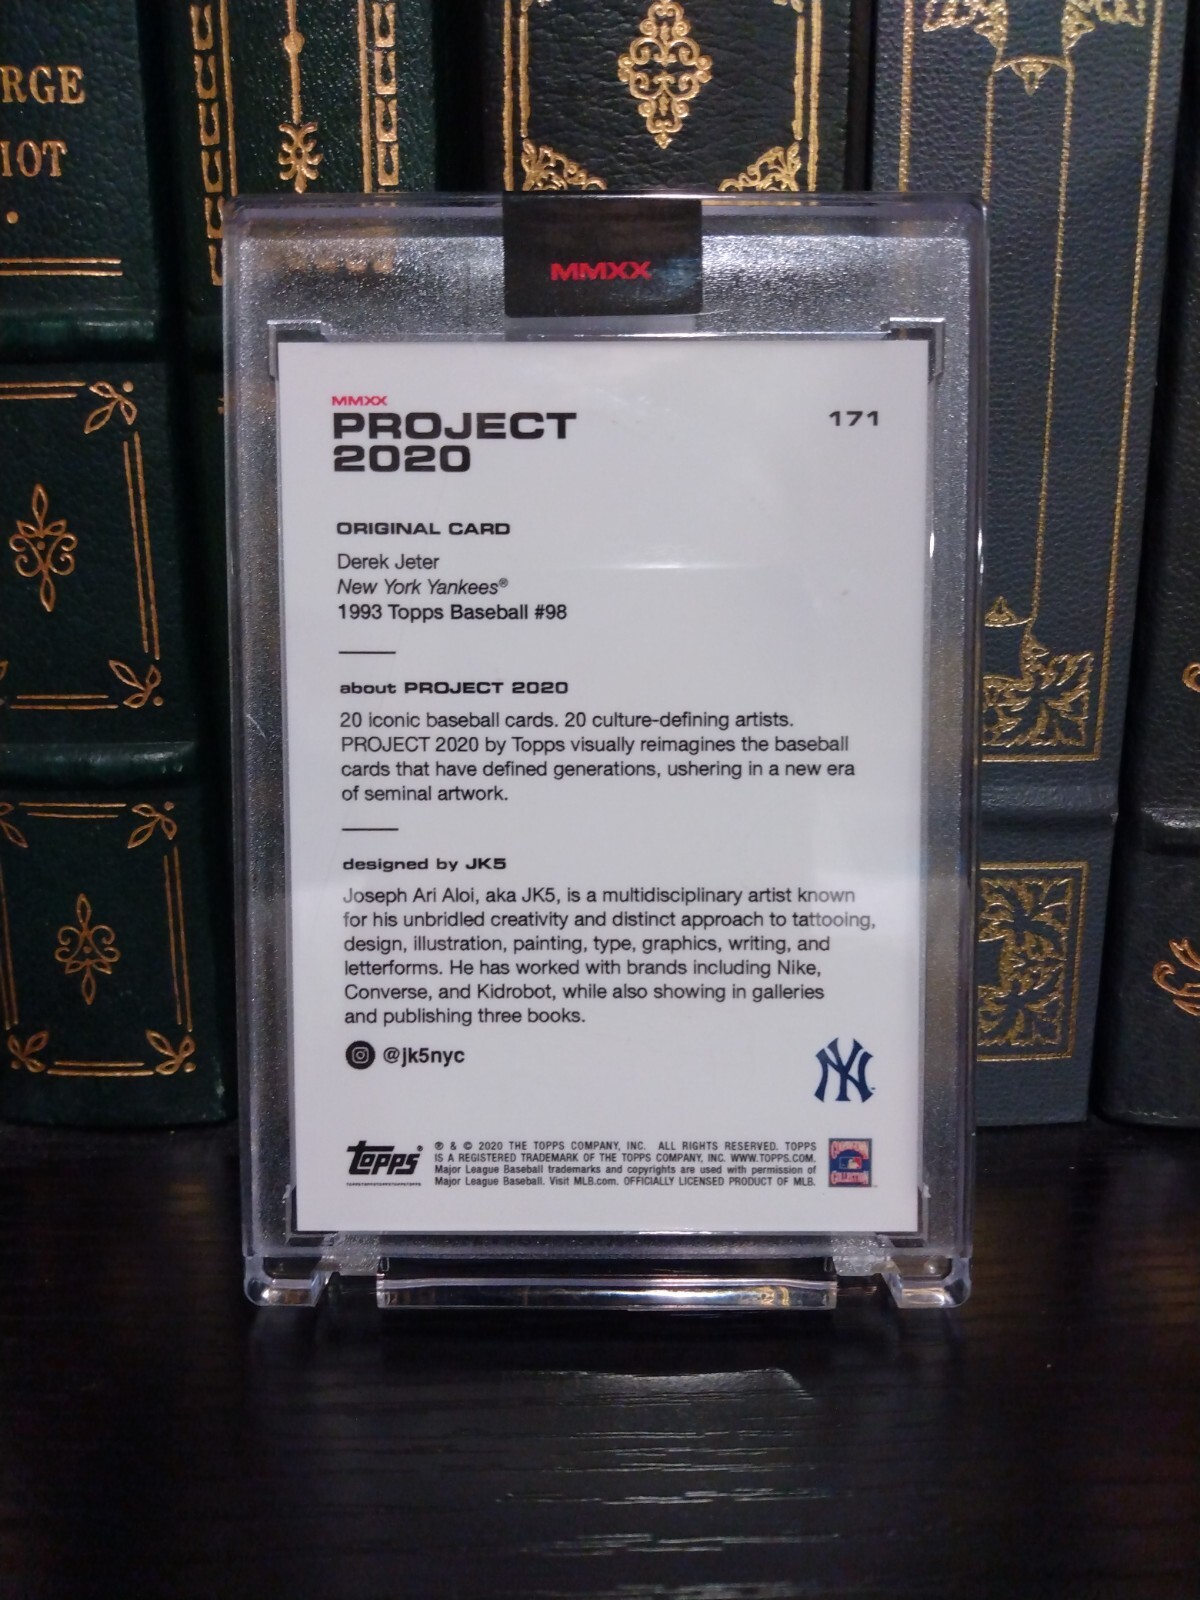 RGE
IOT
MMXX
MMXX
PROJECT
2020
171
ORIGINAL CARD
Derek Jeter
New York Yankees®
1993 Topps Baseball #98
about PROJECT 2020
20 iconic baseball cards. 20 culture-defining artists.
PROJECT 2020 by Topps visually reimagines the baseball
cards that have defined generations, ushering in a new era
of seminal artwork.
designed by JK5
Joseph Ari Aloi, aka JK5, is a multidisciplinary artist known
for his unbridled creativity and distinct approach to tattooing,
design, illustration, painting, type, graphics, writing, and
letterforms. He has worked with brands including Nike,
Converse, and Kidrobot, while also showing in galleries
and publishing three books.
@jk5nyc
NY
topps®
® & © 2020 THE TOPPS COMPANY, INC. ALL RIGHTS RESERVED. TOPPS
IS A REGISTERED TRADEMARK OF THE TOPPS COMPANY, INC. WWW.TOPPS.COM.
Major League Baseball trademarks and copyrights are used with permission of
Major League Baseball. Visit MLB.com. OFFICIALLY LICENSED PRODUCT OF MLB.
COLLECTION